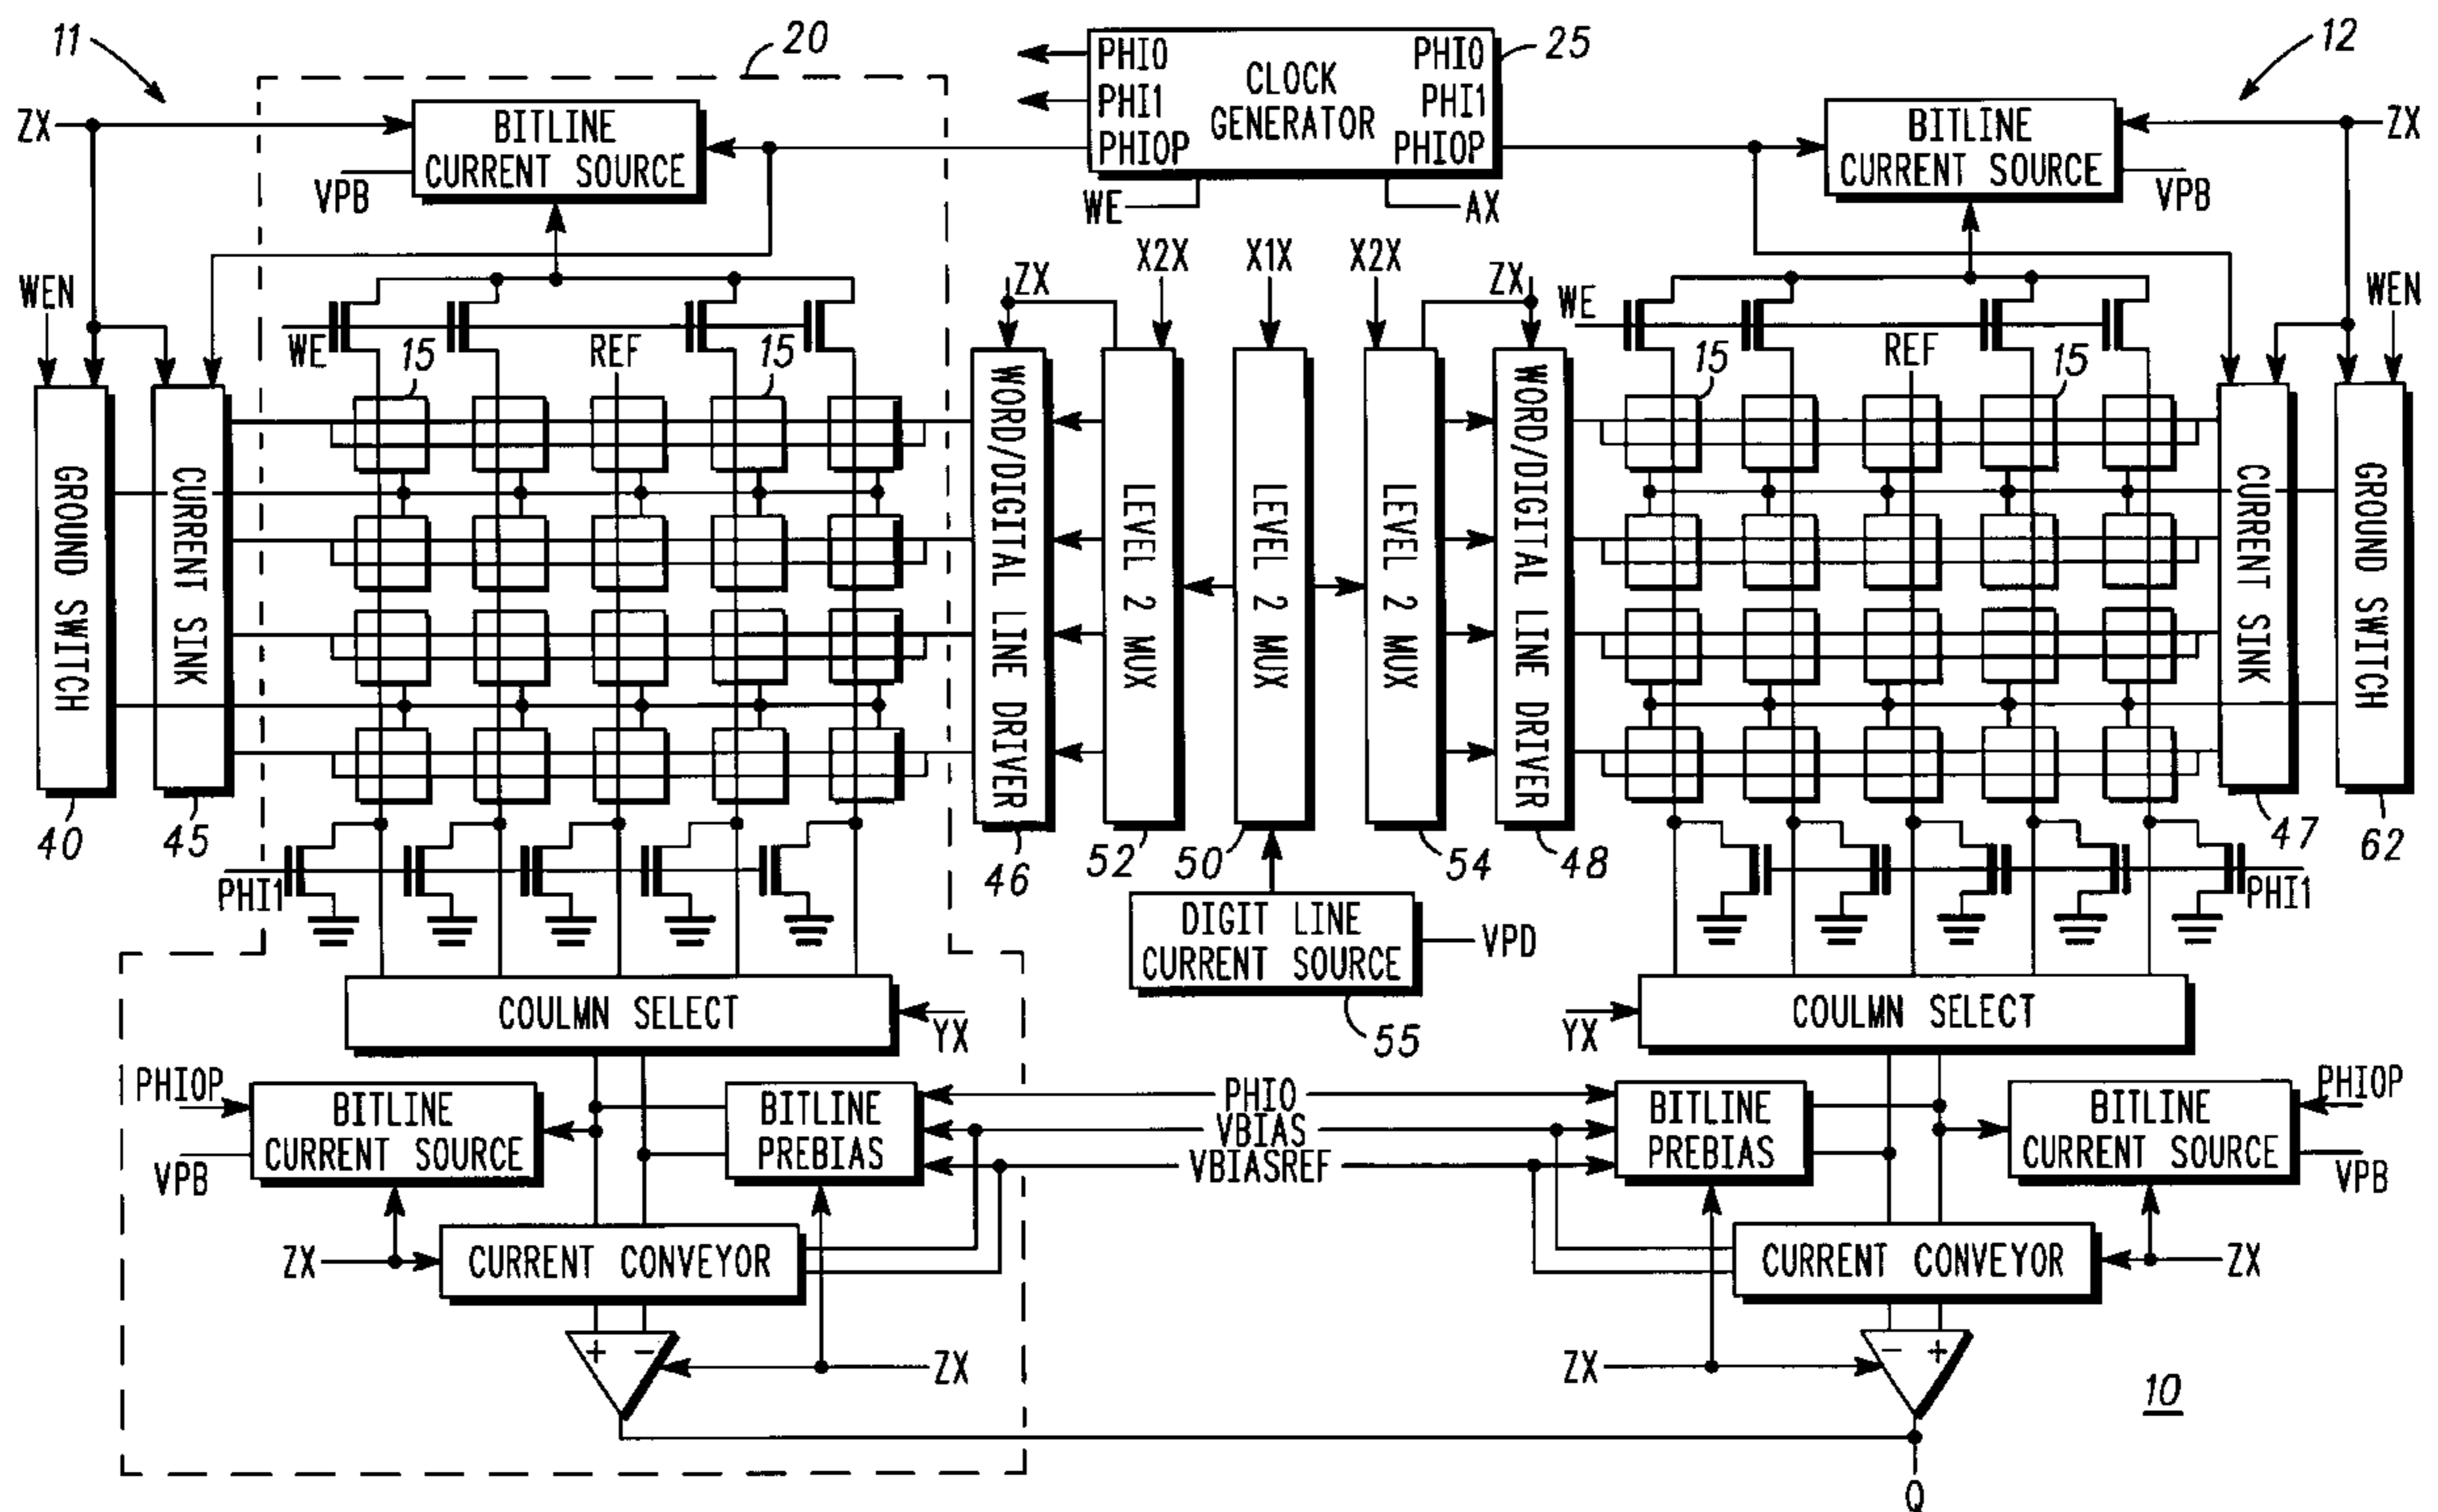 11
20
PHI0
PHI1
PHIOP
CLOCK
GENERATOR
PHI0
PHI1
PHIOP
25
12
ZX
BITLINE
CURRENT SOURCE
VPB
WE
AX
BITLINE
CURRENT SOURCE
VPB
ZX
WEN
WE
15
REF
15
ZX
X2X
X1X
X2X
ZX
WE
15
REF
15
WEN
GROUND SWITCH
CURRENT SINK
WORD/DIGITAL LINE DRIVER
LEVEL 2 MUX
LEVEL 2 MUX
LEVEL 2 MUX
WORD/DIGITAL LINE DRIVER
CURRENT SINK
GROUND SWITCH
40
45
46
52
50
54
48
47
62
PHI1
PHI1
DIGIT LINE
CURRENT SOURCE
VPD
55
COULMN SELECT
YX
YX
COULMN SELECT
PHIOP
BITLINE
CURRENT SOURCE
VPB
BITLINE
PREBIAS
PHIO
VBIAS
VBIASREF
BITLINE
PREBIAS
BITLINE
CURRENT SOURCE
PHIOP
VPB
ZX
CURRENT CONVEYOR
CURRENT CONVEYOR
ZX
+ −
ZX
ZX
− +
10
Q